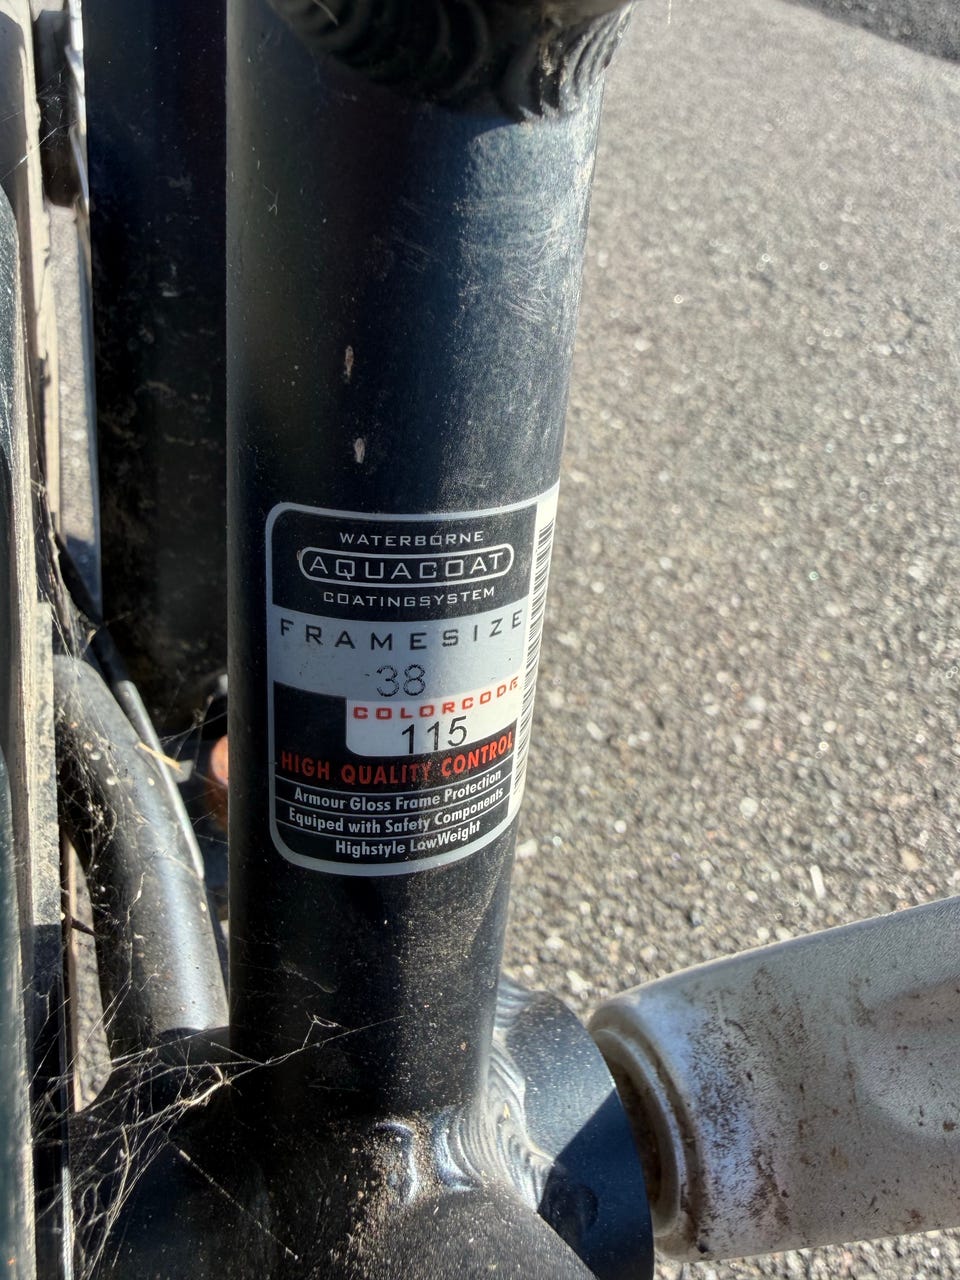 WATERBORNE
AQUACOAT
COATINGSYSTEM
FRAMESIZE
38
COLORCODE
115
HIGH QUALITY CONTROL
Armour Gloss Frame Protection
Equiped with Safety Components
Highstyle LowWeight